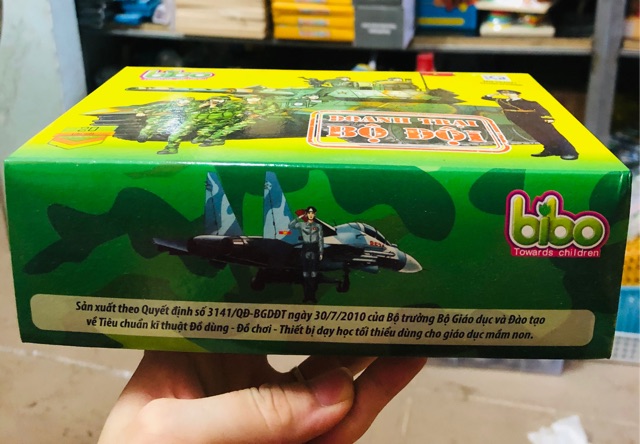 bibo
BỘ ĐỘI
DOANH TRẠI
bibo
Towards children
Sản xuất theo Quyết định số 3141/QĐ-BGDĐT ngày 30/7/2010 của Bộ trưởng Bộ Giáo dục và Đào tạo
về Tiêu chuẩn kĩ thuật Đồ dùng - Đồ chơi - Thiết bị dạy học tối thiểu dùng cho giáo dục mầm non.